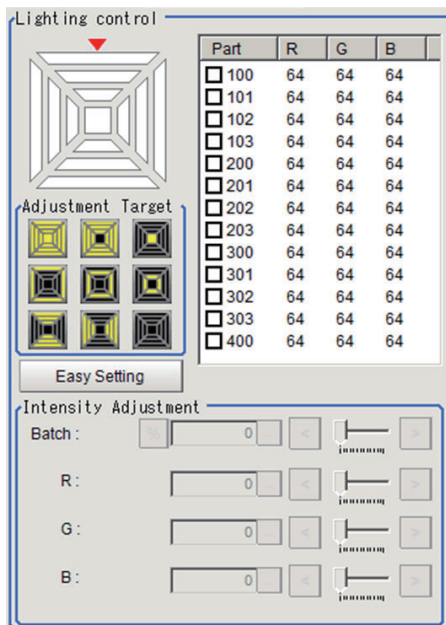 Lighting control
Part R G B
100 64 64 64
101 64 64 64
102 64 64 64
103 64 64 64
200 64 64 64
201 64 64 64
202 64 64 64
203 64 64 64
300 64 64 64
301 64 64 64
302 64 64 64
303 64 64 64
400 64 64 64
Adjustment Target
Easy Setting
Intensity Adjustment
Batch : % 0 ... < >
R : 0 ... < >
G : 0 ... < >
B : 0 ... < >